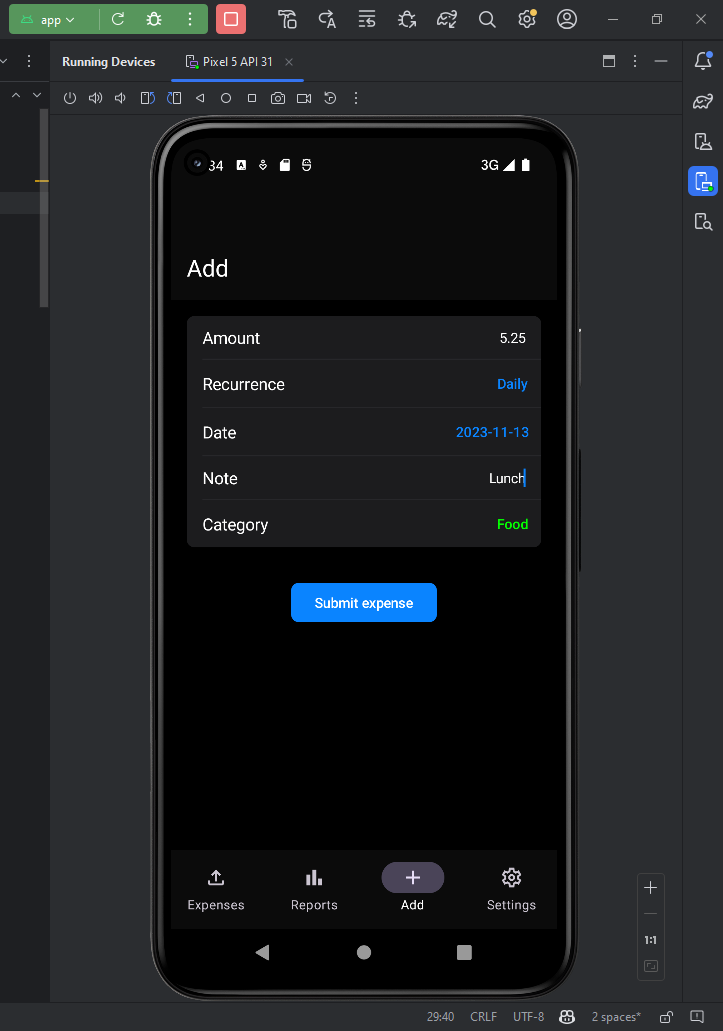 app
Running Devices Pixel 5 API 31
34 3G
Add
Amount 5.25
Recurrence Daily
Date 2023-11-13
Note Lunch
Category Food
Submit expense
Expenses Reports Add Settings
1:1
29:40 CRLF UTF-8 2 spaces*